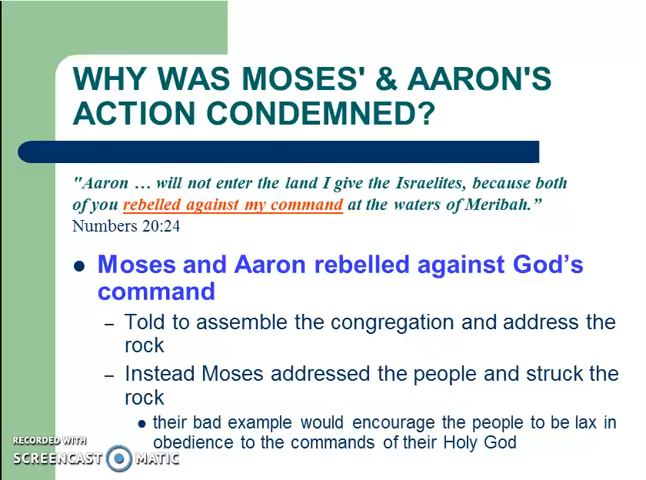 WHY WAS MOSES' & AARON'S
ACTION CONDEMNED?
"Aaron … will not enter the land I give the Israelites, because both
of you rebelled against my command at the waters of Meribah.”
Numbers 20:24
● Moses and Aaron rebelled against God’s
command
– Told to assemble the congregation and address the
rock
– Instead Moses addressed the people and struck the
rock
● their bad example would encourage the people to be lax in
obedience to the commands of their Holy God
RECORDED WITH
SCREENCAST MATIC